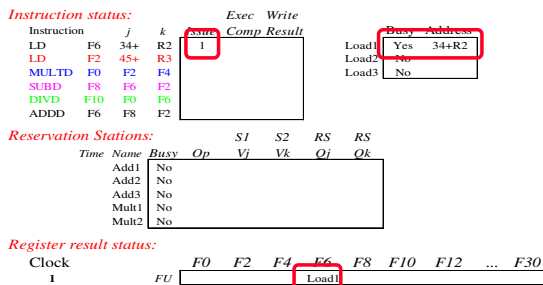 Instruction status: Exec Write
Instruction j k Issue Comp Result Busy Address
LD F6 34+ R2 1 Load1 Yes 34+R2
LD F2 45+ R3 Load2 No
MULTD F0 F2 F4 Load3 No
SUBD F8 F6 F2
DIVD F10 F0 F6
ADDD F6 F8 F2
Reservation Stations: S1 S2 RS RS
Time Name Busy Op Vj Vk Qj Qk
Add1 No
Add2 No
Add3 No
Mult1 No
Mult2 No
Register result status:
Clock F0 F2 F4 F6 F8 F10 F12 ... F30
1 FU Load1